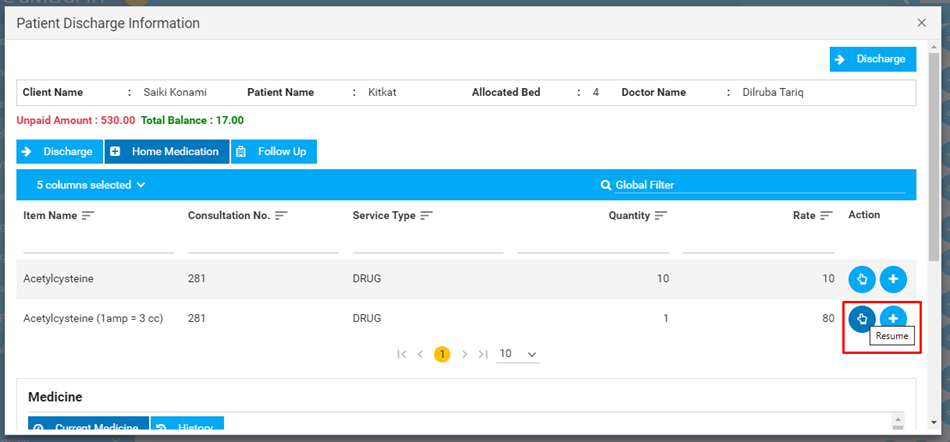 Patient Discharge Information
Discharge
Client Name : Saiki Konami Patient Name : Kitkat Allocated Bed : 4 Doctor Name : Dilruba Tariq
Unpaid Amount : 530.00 Total Balance : 17.00
Discharge Home Medication Follow Up
5 columns selected Global Filter
Item Name Consultation No. Service Type Quantity Rate Action
Acetylcysteine 281 DRUG 10 10
Acetylcysteine (1amp = 3 cc) 281 DRUG 1 80
Resume
1 10
Medicine
Current Medicine History